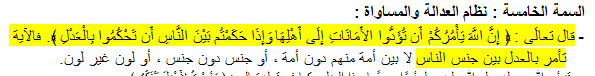 السمة الخامسة : نظام العدالة والمساواة :
- قال تعالى : ﴿ إِنَّ اللَّهَ يَأْمُرُكُمْ أَن تُؤَدُّوا الأَمَانَاتِ إِلَى أَهْلِهَا وَإِذَا حَكَمْتُم بَيْنَ النَّاسِ أَن تَحْكُمُوا بِالْعَدْلِ ﴾. فالآية
تأمر بالعدل بين جنس الناس لا بين أمة منهم دون أمة ، أو جنس دون جنس ، أو لون غير لون.